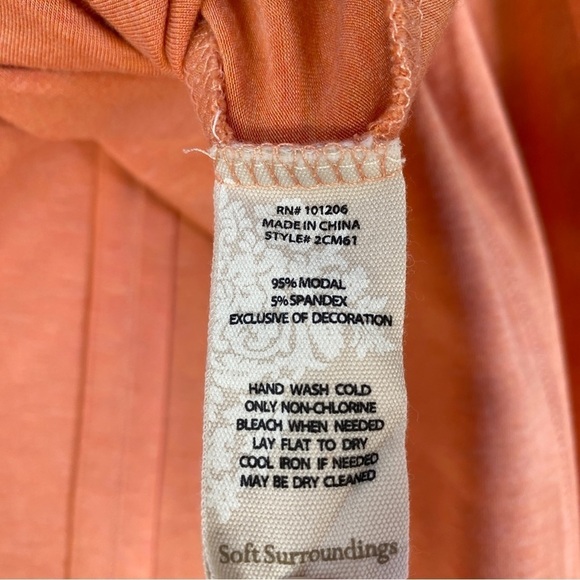 RN# 101206
MADE IN CHINA
STYLE# 2CM61
95% MODAL
5% SPANDEX
EXCLUSIVE OF DECORATION
HAND WASH COLD
ONLY NON-CHLORINE
BLEACH WHEN NEEDED
LAY FLAT TO DRY
COOL IRON IF NEEDED
MAY BE DRY CLEANED
Soft Surroundings